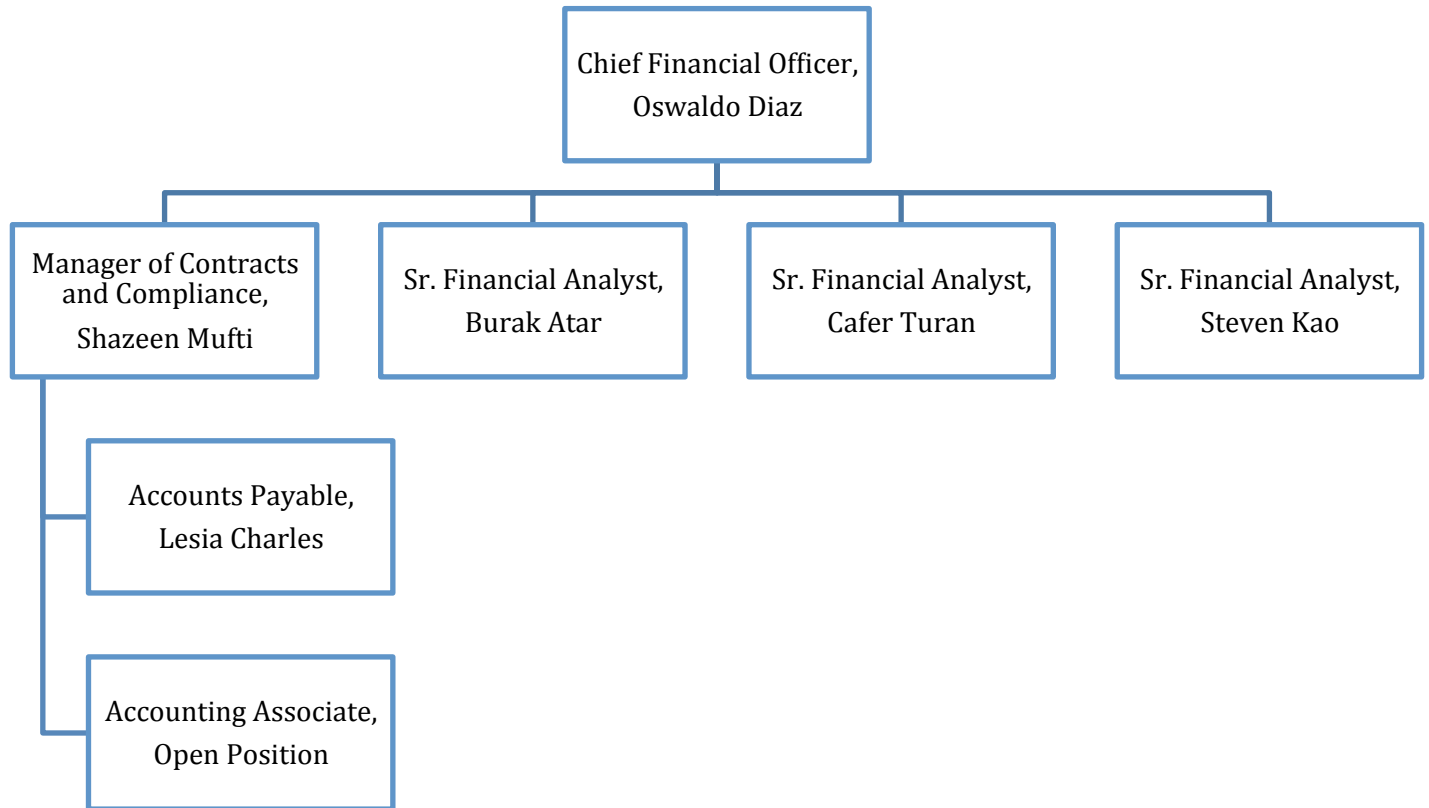 Chief Financial Officer,
Oswaldo Diaz
Manager of Contracts
and Compliance,
Shazeen Mufti
Sr. Financial Analyst,
Burak Atar
Sr. Financial Analyst,
Cafer Turan
Sr. Financial Analyst,
Steven Kao
Accounts Payable,
Lesia Charles
Accounting Associate,
Open Position